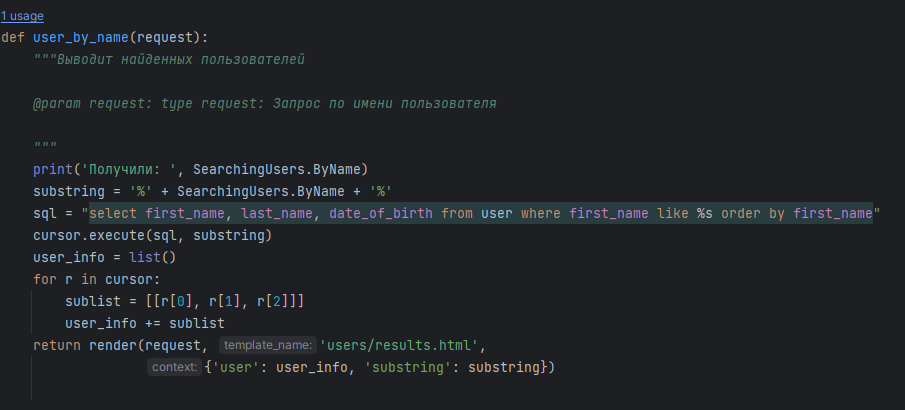 1 usage
def user_by_name(request):
"""Выводит найденных пользователей
@param request: type request: Запрос по имени пользователя
"""
print('Получили: ', SearchingUsers.ByName)
substring = '%' + SearchingUsers.ByName + '%'
sql = "select first_name, last_name, date_of_birth from user where first_name like %s order by first_name"
cursor.execute(sql, substring)
user_info = list()
for r in cursor:
sublist = [[r[0], r[1], r[2]]]
user_info += sublist
return render(request, template_name: 'users/results.html',
context: {'user': user_info, 'substring': substring})